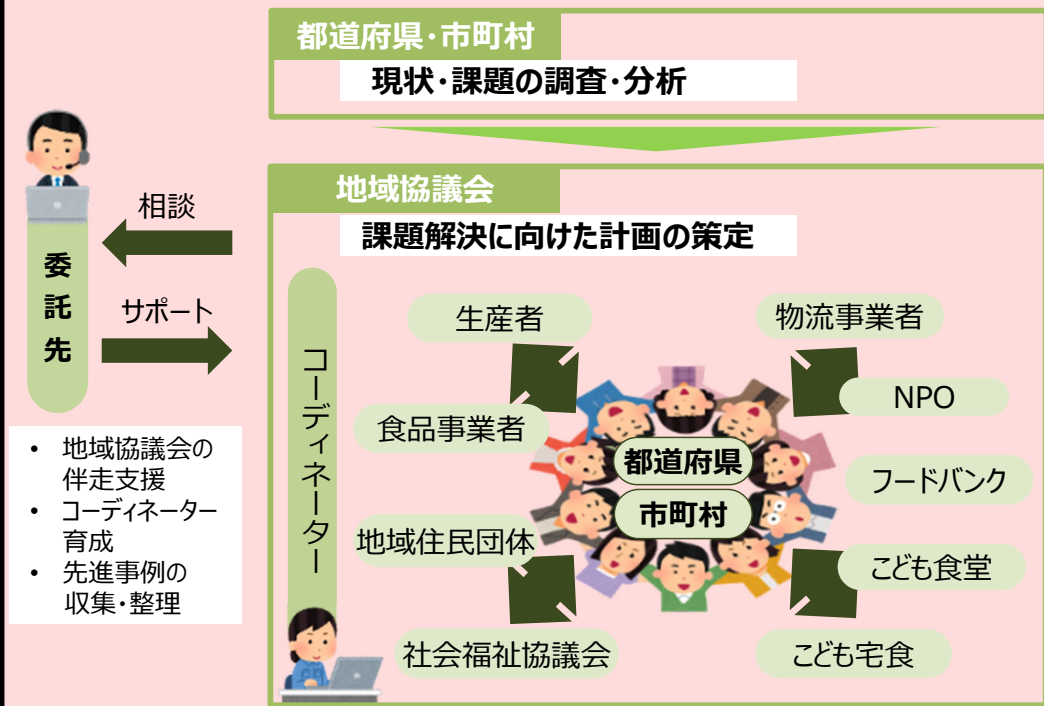 都道府県・市町村
現状・課題の調査・分析
地域協議会
課題解決に向けた計画の策定
相談
サポート
委託先
• 地域協議会の
伴走支援
• コーディネーター
育成
• 先進事例の
収集・整理
コーディネーター
生産者
物流事業者
食品事業者
NPO
都道府県
市町村
フードバンク
地域住民団体
こども食堂
社会福祉協議会
こども宅食